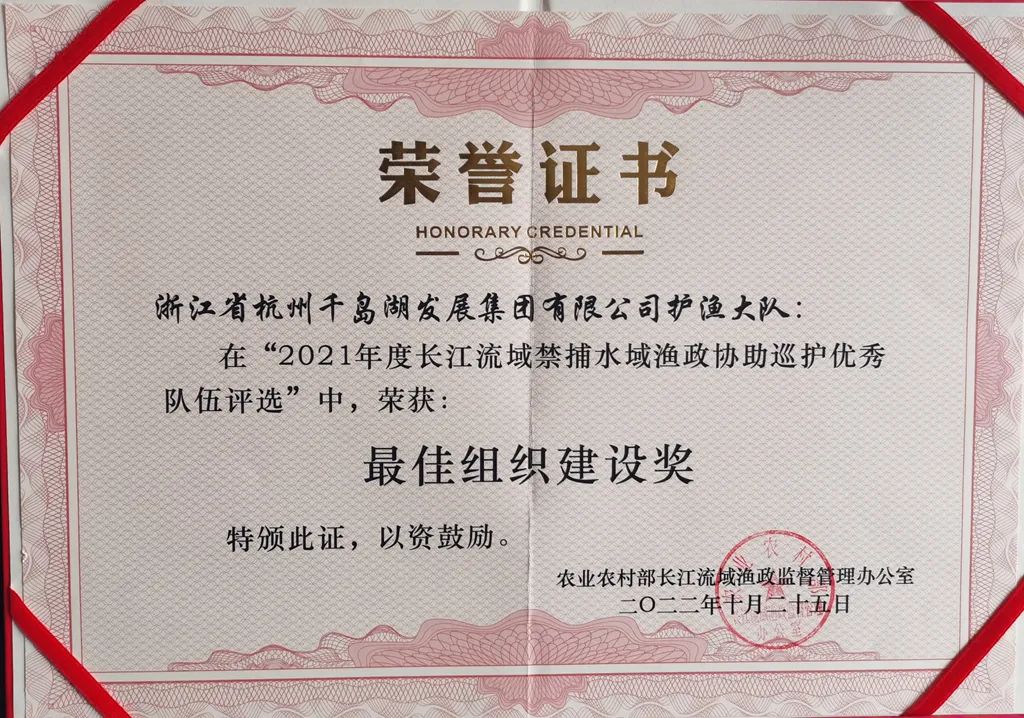 荣誉证书
HONORARY CREDENTIAL
浙江省杭州千岛湖发展集团有限公司护渔大队：
在“2021年度长江流域禁捕水域渔政协助巡护优秀
队伍评选”中，荣获：
最佳组织建设奖
特颁此证，以资鼓励。
农业农村部长江流域渔政监督管理办公室
二〇二二年十月二十五日